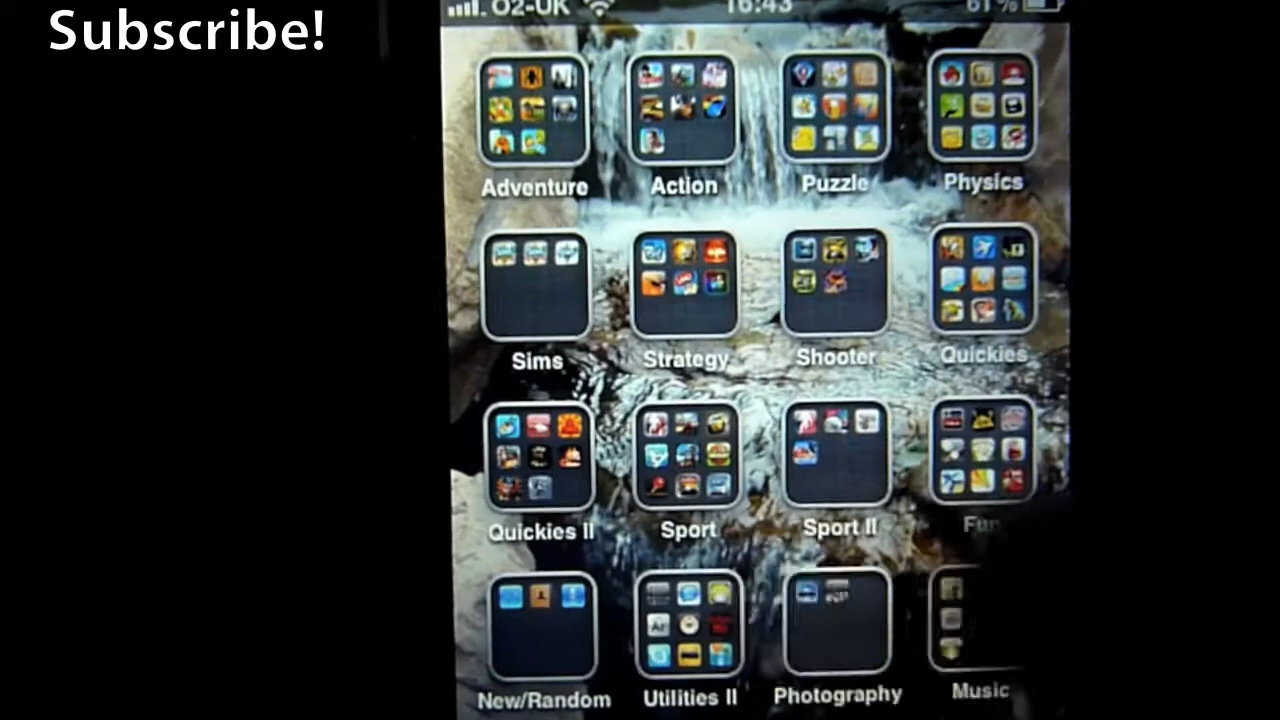 Subscribe!
O2-UK 16:43 61%
Adventure Action Puzzle Physics
Sims Strategy Shooter Quickies
Quickies II Sport Sport II Fun
New/Random Utilities II Photography Music